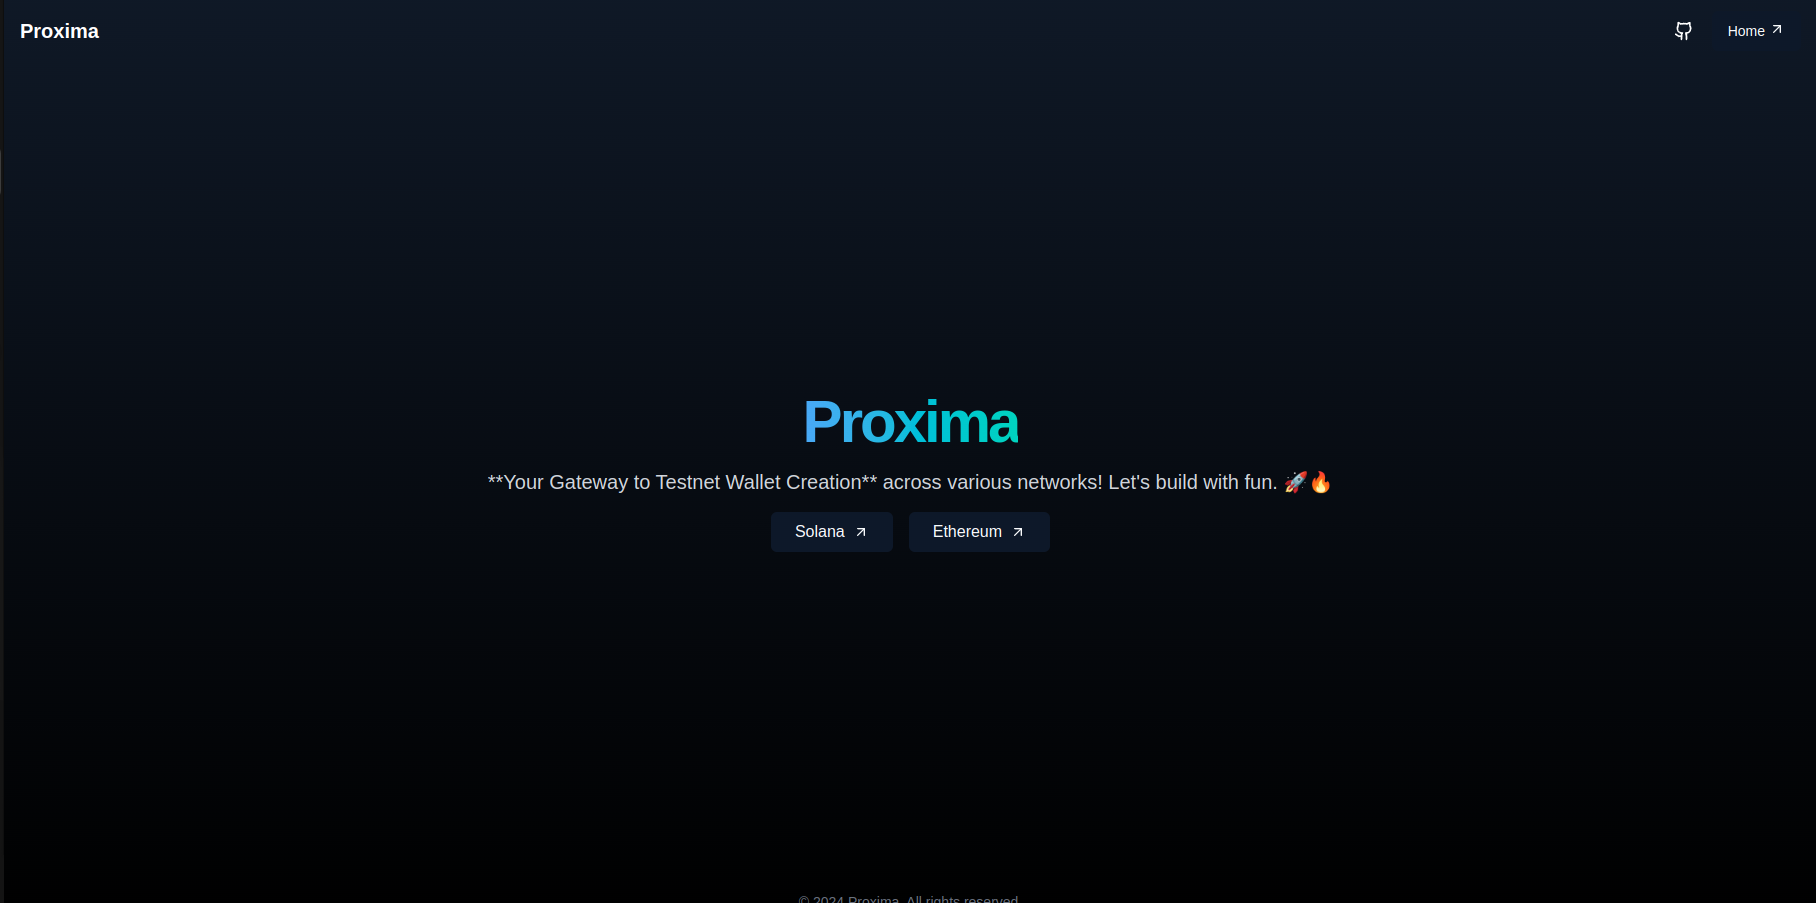 Proxima
Home
Proxima
**Your Gateway to Testnet Wallet Creation** across various networks! Let's build with fun. 🚀🔥
Solana
Ethereum
© 2024 Proxima. All rights reserved